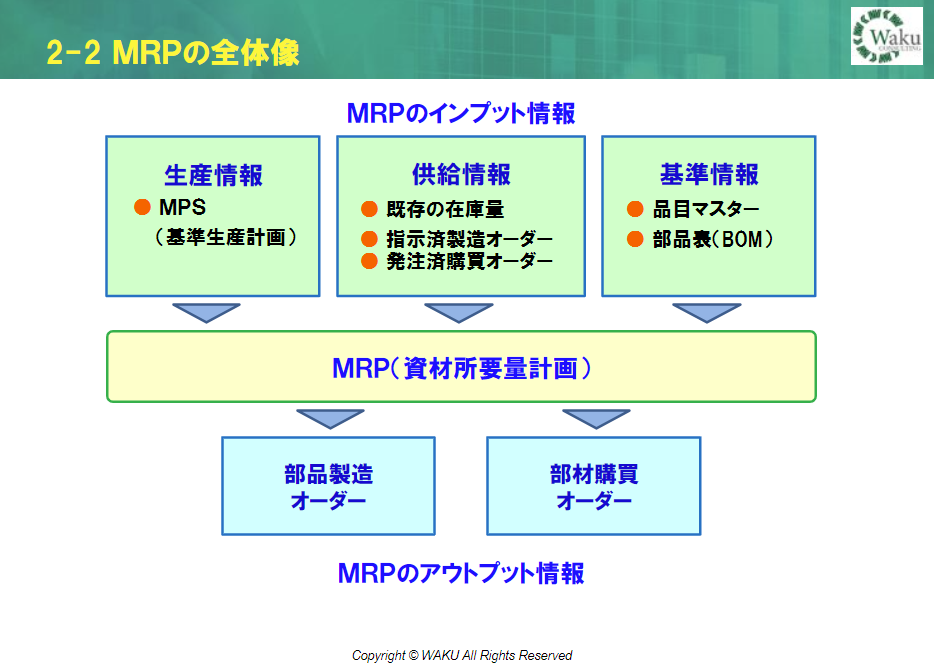 2-2 MRPの全体像
Waku
CONSULTING
MRPのインプット情報
生産情報
● MPS
（基準生産計画）
供給情報
● 既存の在庫量
● 指示済製造オーダー
● 発注済購買オーダー
基準情報
● 品目マスター
● 部品表（BOM）
MRP（資材所要量計画）
部品製造
オーダー
部材購買
オーダー
MRPのアウトプット情報
Copyright © WAKU All Rights Reserved